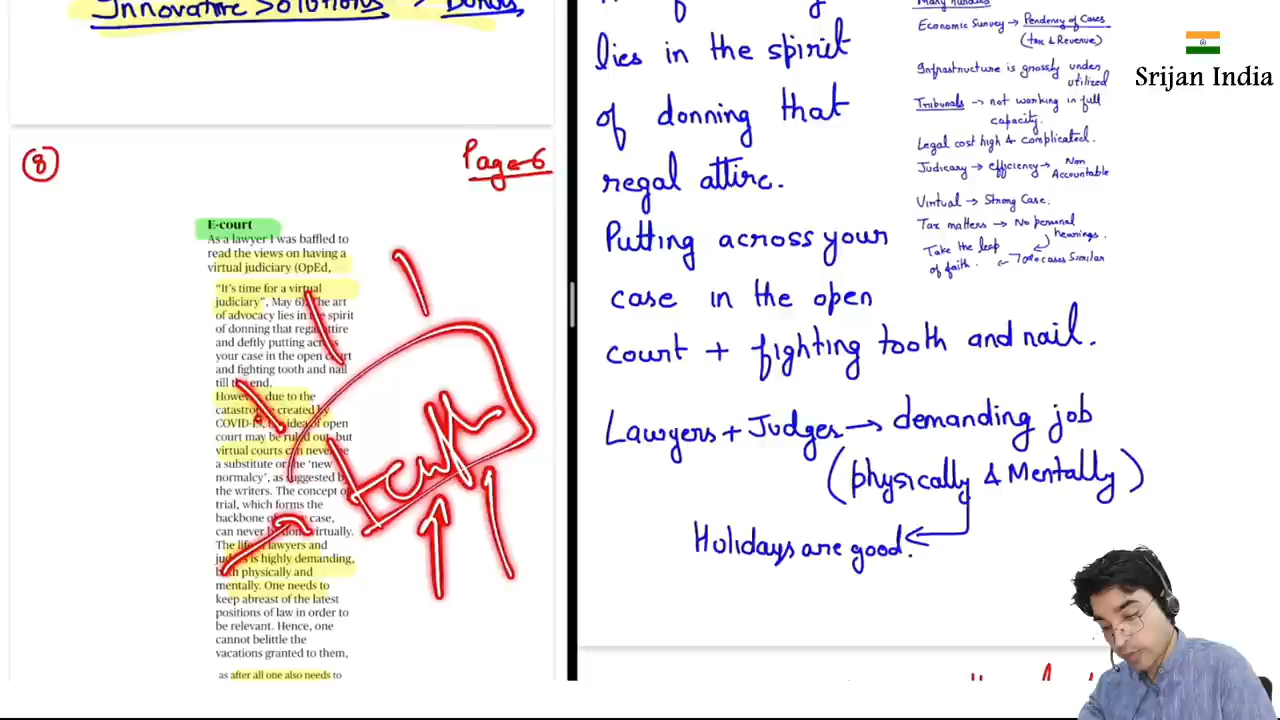 Innovative Solutions
8
Page-6
E-court
As a lawyer I was baffled to
read the views on having a
virtual judiciary (OpEd,
“It’s time for a virtual
judiciary”, May 6). The art
of advocacy lies in the spirit
of donning that regal attire
and deftly putting across
your case in the open court
and fighting tooth and nail
till the end.
However, due to the
catastrophe created by
COVID-19, the idea of open
court may be ruled out, but
virtual courts can never be
a substitute or the ‘new
normalcy’, as suggested by
the writers. The concept of
trial, which forms the
backbone of case,
can never be done virtually.
The life of lawyers and
judges is highly demanding,
both physically and
mentally. One needs to
keep abreast of the latest
positions of law in order to
be relevant. Hence, one
cannot belittle the
vacations granted to them,
as after all one also needs to
lies in the spirit
of donning that
regal attire.
Putting across your
case in the open
court + fighting tooth and nail.
Lawyers + Judges → demanding job
(physically & Mentally)
Holidays are good.
Many hurdles
Economic Survey → Pendency of Cases
(tax & Revenue)
Infrastructure is grossly under
utilized
Tribunals → not working in full
capacity.
Legal cost high & complicated.
Judiciary → efficiency → Non
Accountable
Virtual → Strong Case.
Tax matters → No personal
hearings.
Take the leap
of faith. ← 70% cases Similar
Srijan India